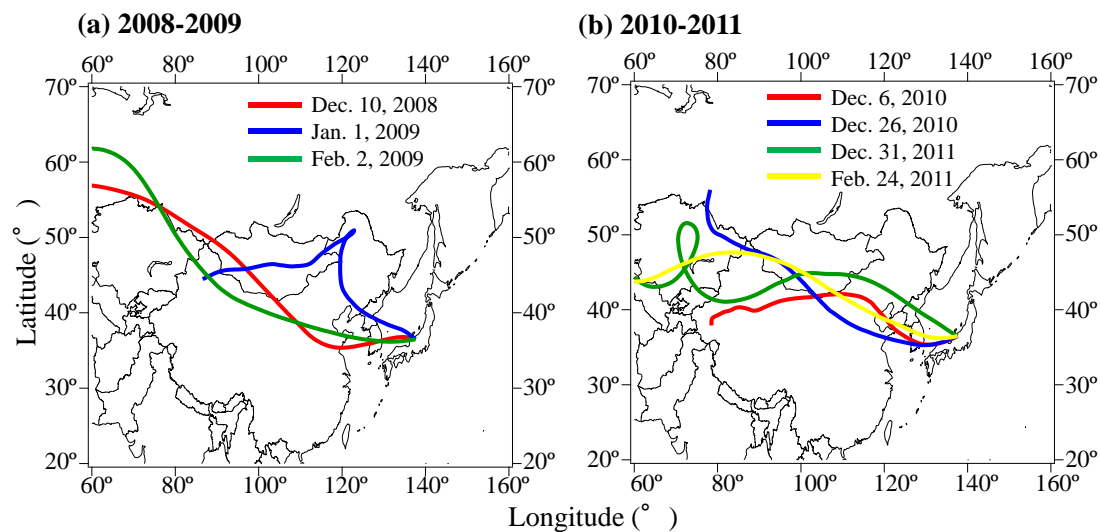 (a) 2008-2009
(b) 2010-2011
60º 80º 100º 120º 140º 160º
60º 80º 100º 120º 140º 160º
70º 70º 70º 70º
Dec. 10, 2008
Jan. 1, 2009
Feb. 2, 2009
Dec. 6, 2010
Dec. 26, 2010
Dec. 31, 2011
Feb. 24, 2011
60º 60º 60º 60º
50º 50º 50º 50º
40º 40º 40º 40º
30º 30º 30º 30º
20º 20º 20º 20º
Latitude (°)
60º 80º 100º 120º 140º 160º
60º 80º 100º 120º 140º 160º
Longitude (°)